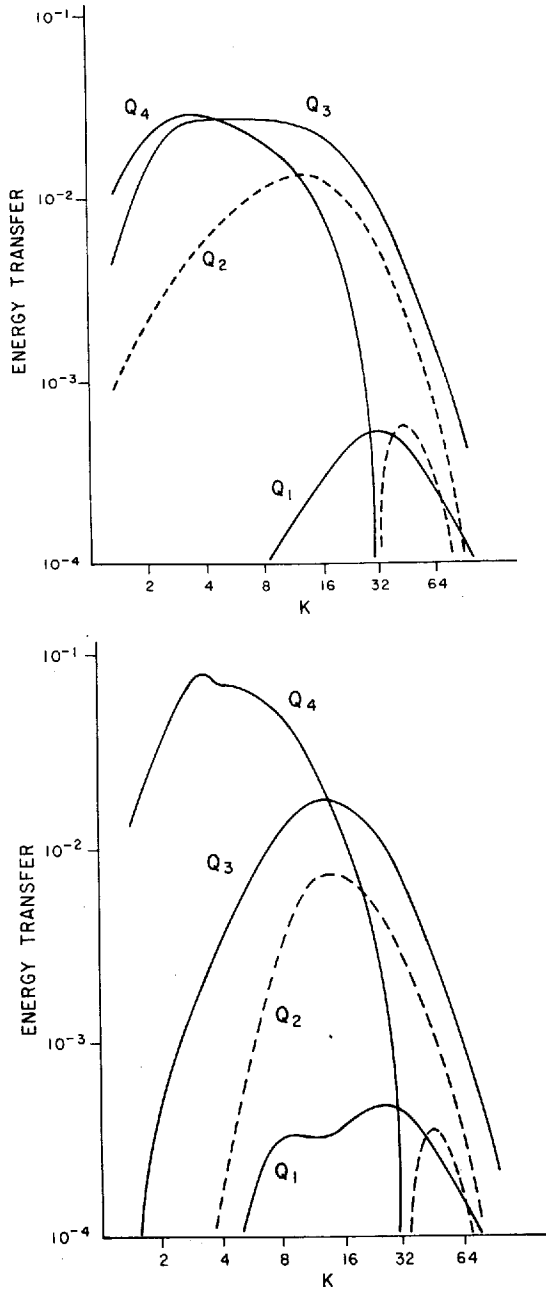 10⁻¹
Q₄
Q₃
10⁻²
Q₂
ENERGY TRANSFER
10⁻³
Q₁
10⁻⁴
2 4 8 16 32 64
K
10⁻¹
Q₄
10⁻²
Q₃
ENERGY TRANSFER
Q₂
10⁻³
Q₁
10⁻⁴
2 4 8 16 32 64
K